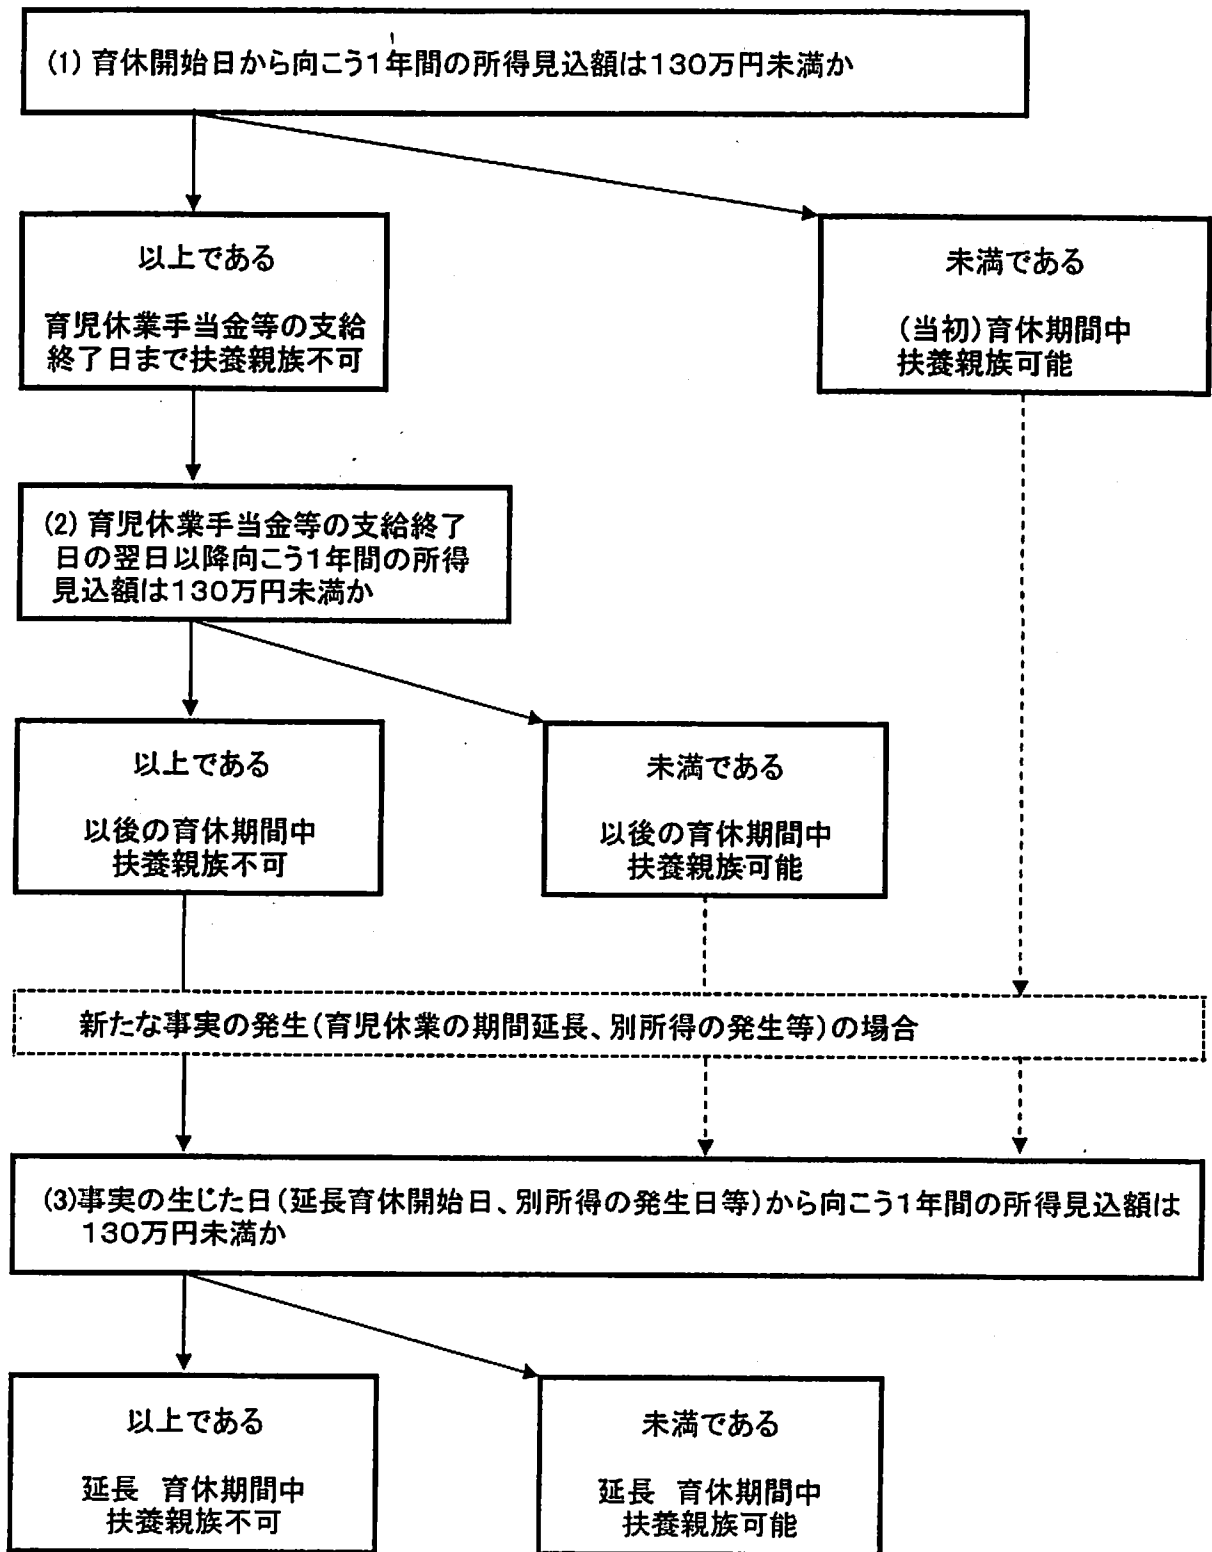 (1) 育休開始日から向こう1年間の所得見込額は130万円未満か
以上である
育児休業手当金等の支給
終了日まで扶養親族不可
未満である
(当初)育休期間中
扶養親族可能
(2) 育児休業手当金等の支給終了
日の翌日以降向こう1年間の所得
見込額は130万円未満か
以上である
以後の育休期間中
扶養親族不可
未満である
以後の育休期間中
扶養親族可能
新たな事実の発生(育児休業の期間延長、別所得の発生等)の場合
(3)事実の生じた日(延長育休開始日、別所得の発生日等)から向こう1年間の所得見込額は
130万円未満か
以上である
延長 育休期間中
扶養親族不可
未満である
延長 育休期間中
扶養親族可能